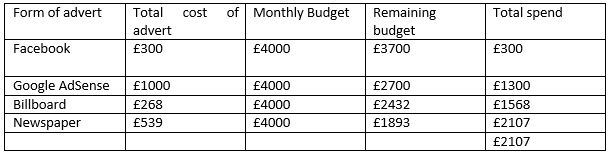 Form of advert Total cost of advert Monthly Budget Remaining budget Total spend
Facebook £300 £4000 £3700 £300
Google AdSense £1000 £4000 £2700 £1300
Billboard £268 £4000 £2432 £1568
Newspaper £539 £4000 £1893 £2107
£2107